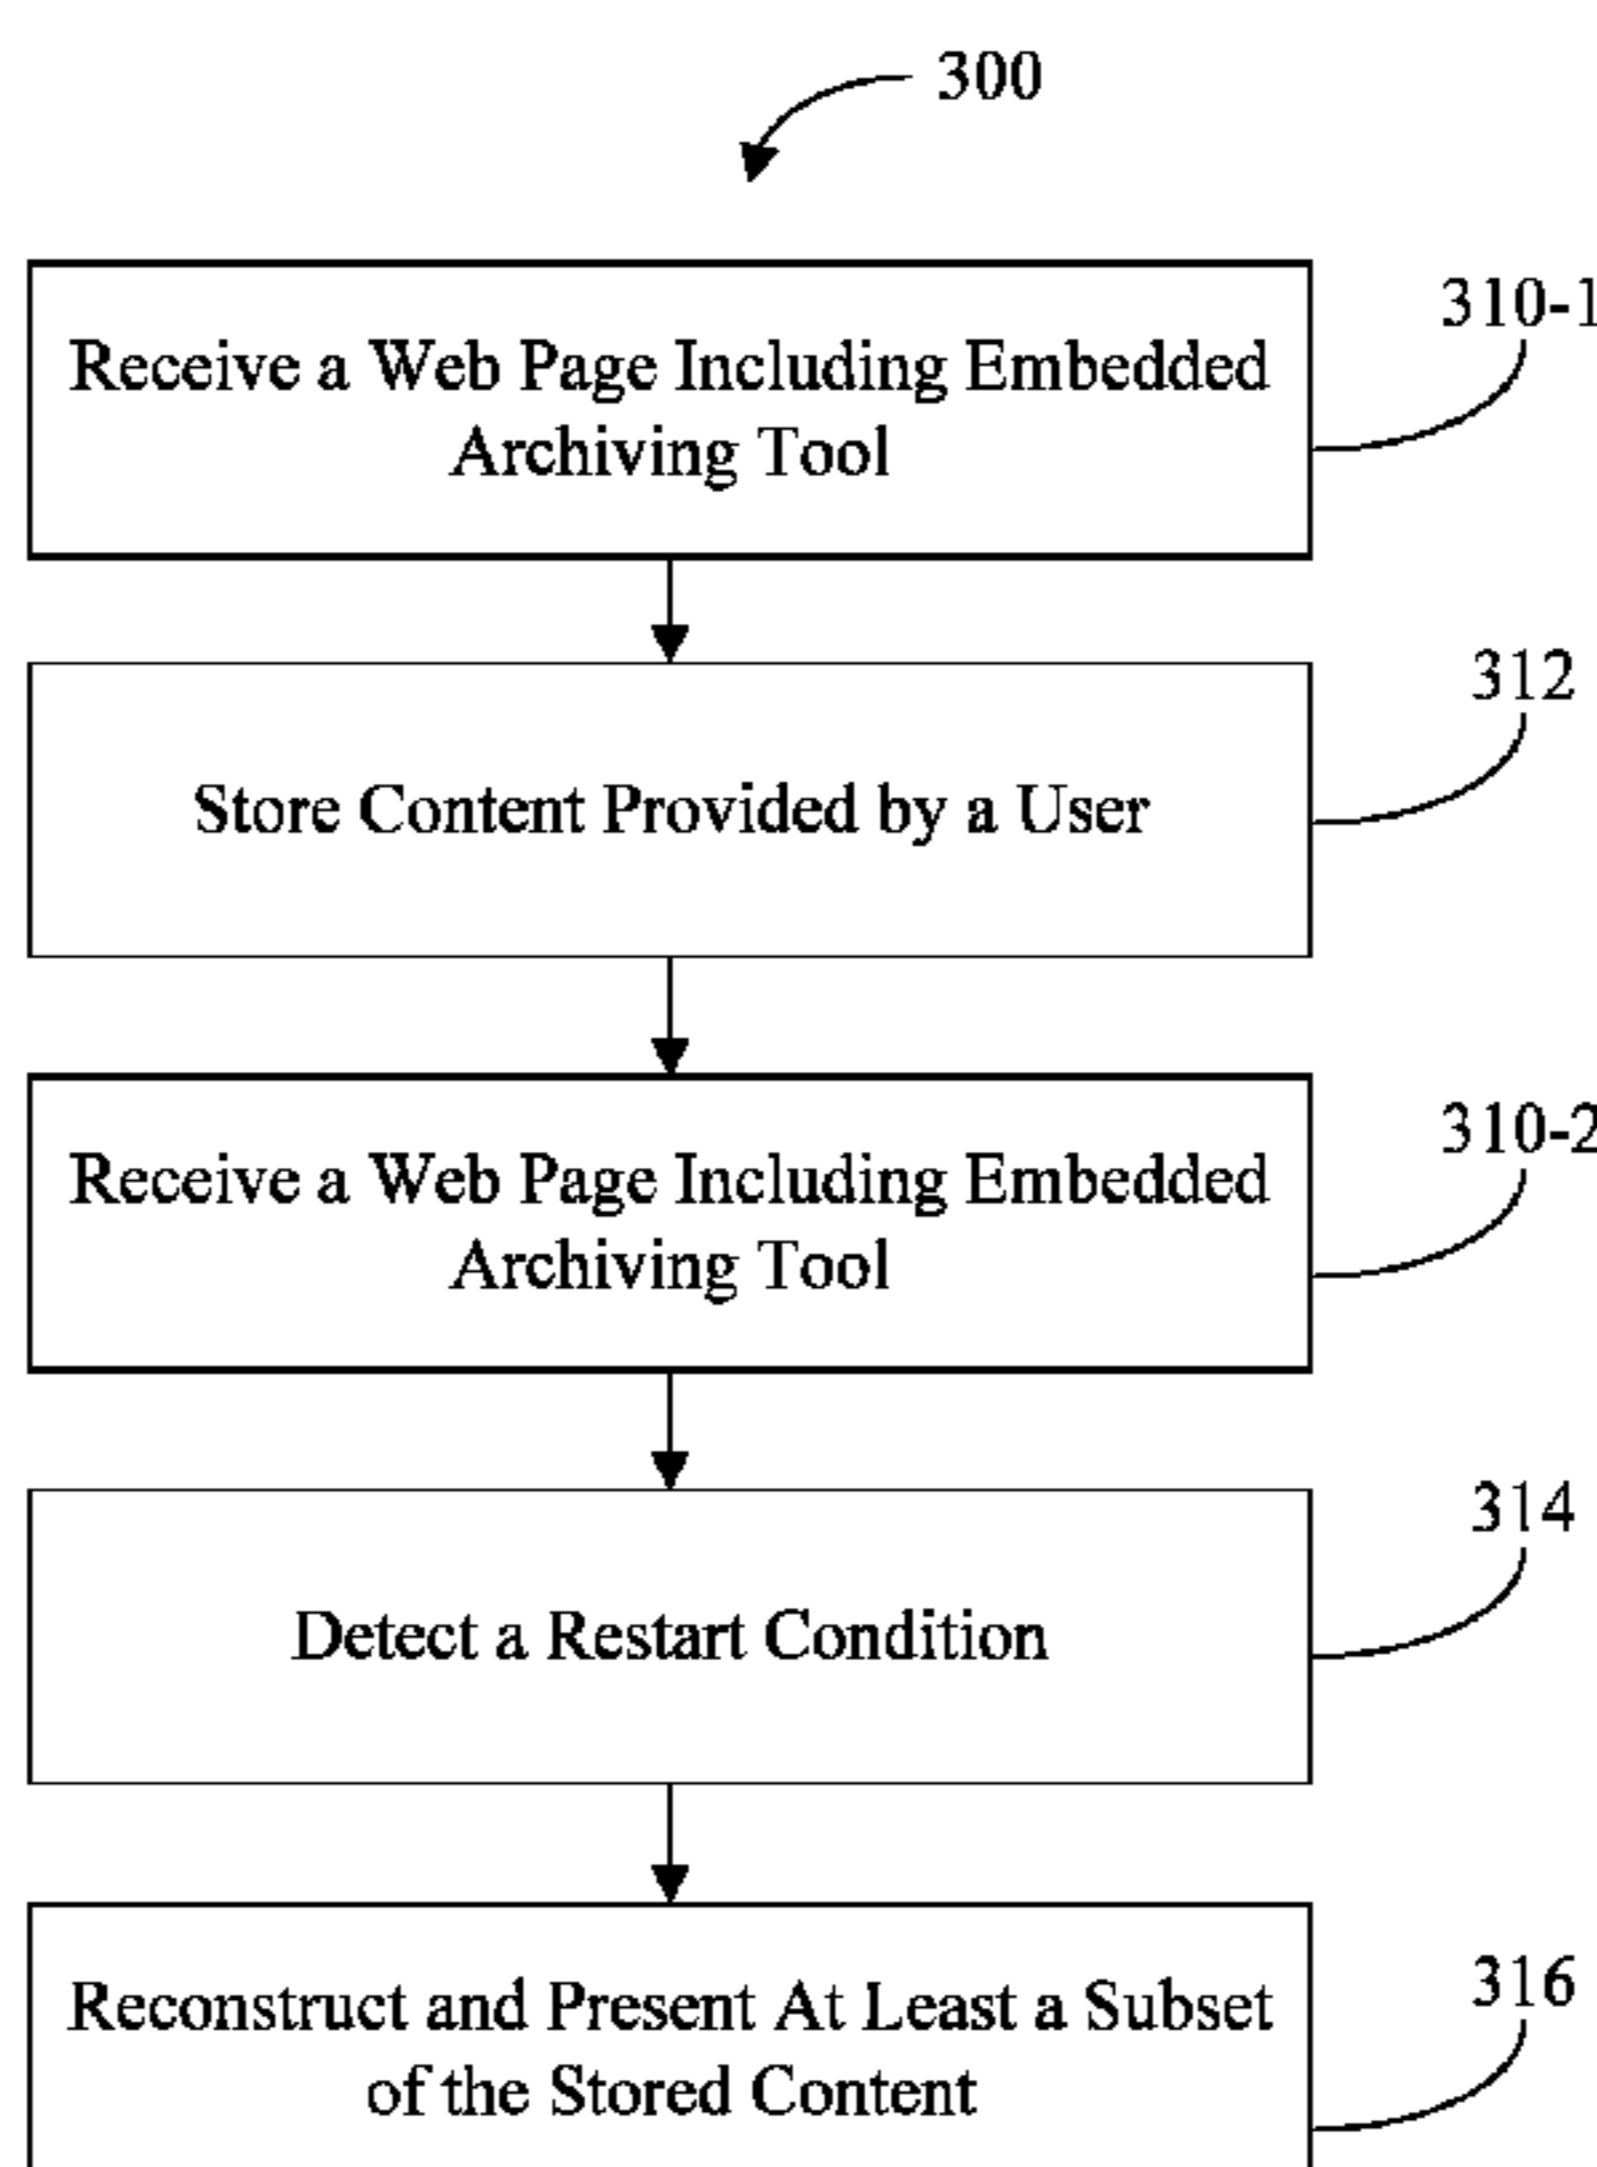 300
310-1
Receive a Web Page Including Embedded
Archiving Tool
312
Store Content Provided by a User
310-2
Receive a Web Page Including Embedded
Archiving Tool
314
Detect a Restart Condition
316
Reconstruct and Present At Least a Subset
of the Stored Content